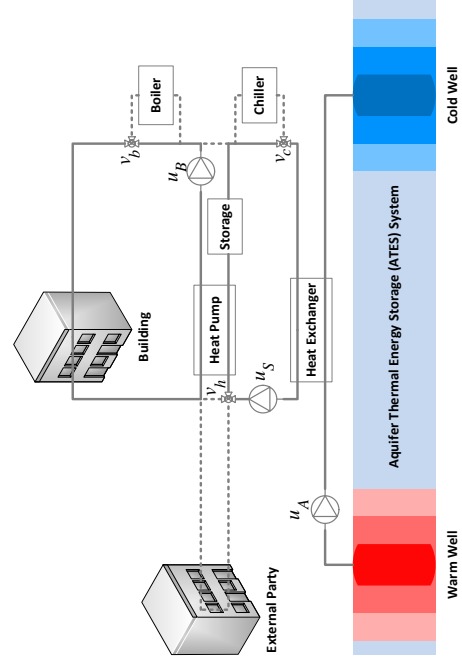 Boiler
v_b
u_B
Chiller
v_c
Storage
Building
Heat Pump
v_h
u_S
Heat Exchanger
External Party
u_A
Aquifer Thermal Energy Storage (ATES) System
Warm Well
Cold Well